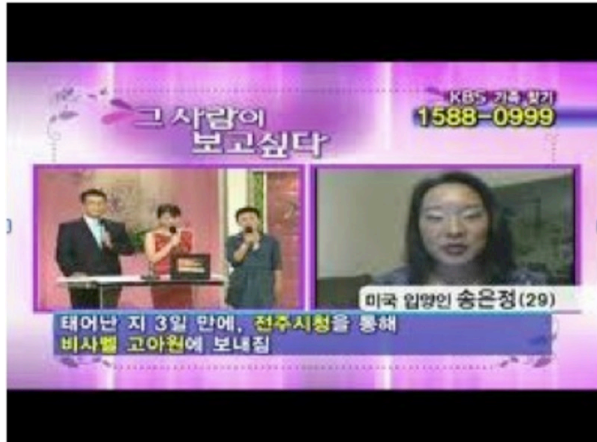 KBS 가족 찾기
1588-0999
그 사람이
보고싶다
미국 입양인 송은정(29)
태어난 지 3일 만에, 전주시청을 통해
비사벨 고아원에 보내짐